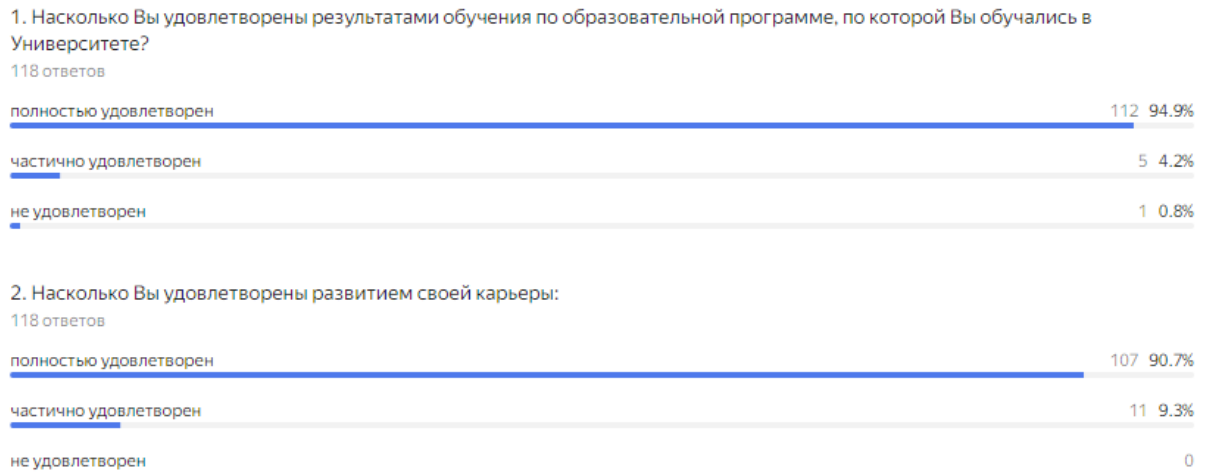 1. Насколько Вы удовлетворены результатами обучения по образовательной программе, по которой Вы обучались в
Университете?
118 ответов
полностью удовлетворен 112 94.9%
частично удовлетворен 5 4.2%
не удовлетворен 1 0.8%
2. Насколько Вы удовлетворены развитием своей карьеры:
118 ответов
полностью удовлетворен 107 90.7%
частично удовлетворен 11 9.3%
не удовлетворен 0